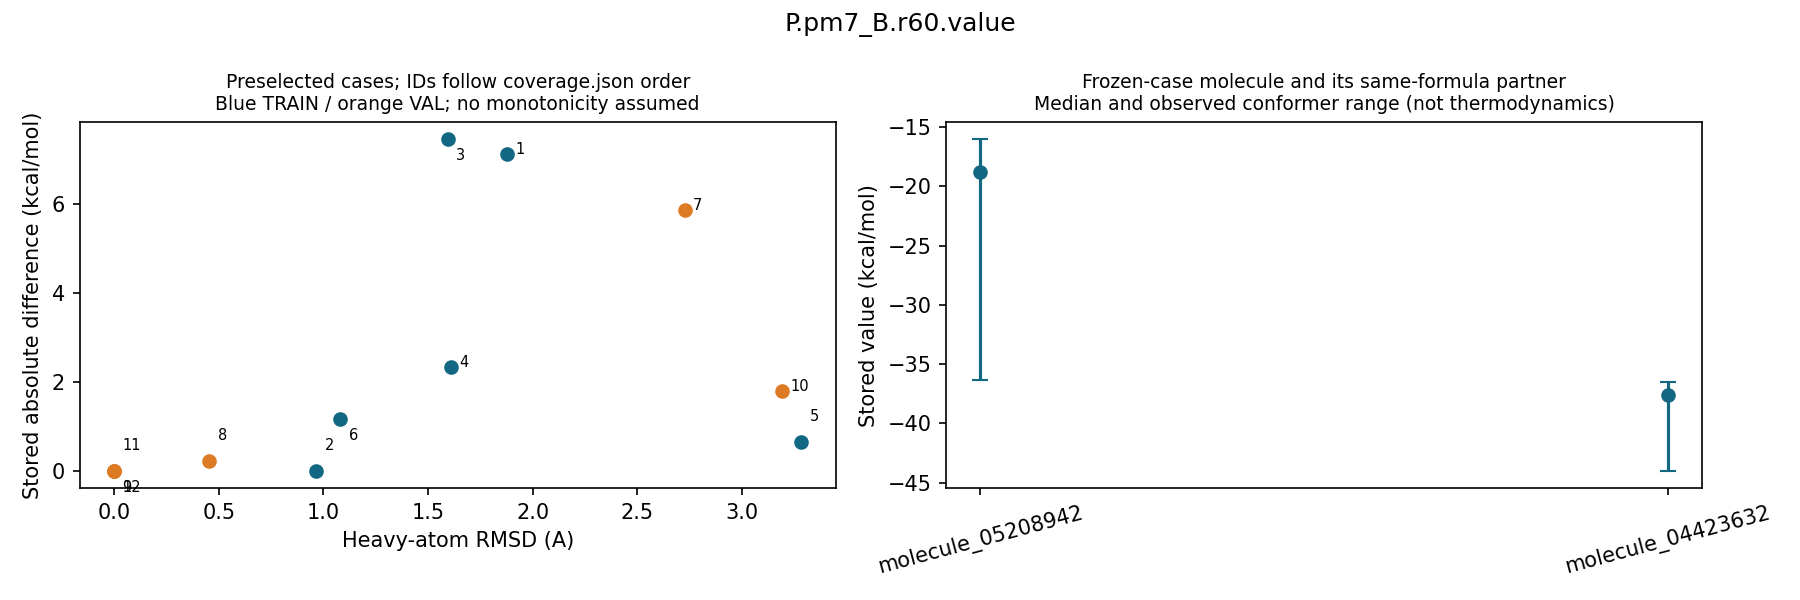 P.pm7_B.r60.value
Preselected cases; IDs follow coverage.json order
Blue TRAIN / orange VAL; no monotonicity assumed
Stored absolute difference (kcal/mol)
6
4
2
0
3
1
7
4
10
5
6
2
8
11
0.0
0.5
1.0
1.5
2.0
2.5
3.0
Heavy-atom RMSD (A)
Frozen-case molecule and its same-formula partner
Median and observed conformer range (not thermodynamics)
Stored value (kcal/mol)
−15
−20
−25
−30
−35
−40
−45
molecule_05208942
molecule_04423632